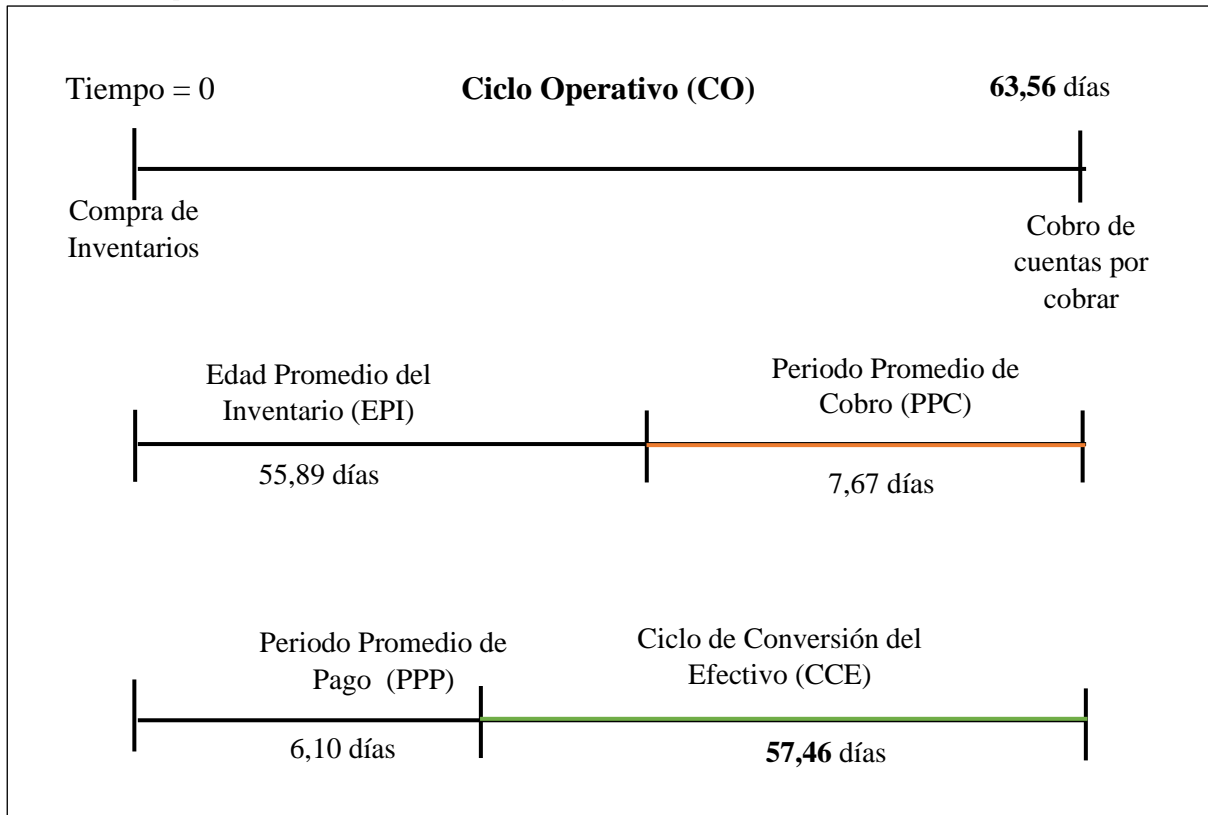 Tiempo = 0
Ciclo Operativo (CO)
63,56 días
Compra de
Inventarios
Cobro de
cuentas por
cobrar
Edad Promedio del
Inventario (EPI)
Periodo Promedio de
Cobro (PPC)
55,89 días
7,67 días
Periodo Promedio de
Pago (PPP)
Ciclo de Conversión del
Efectivo (CCE)
6,10 días
57,46 días